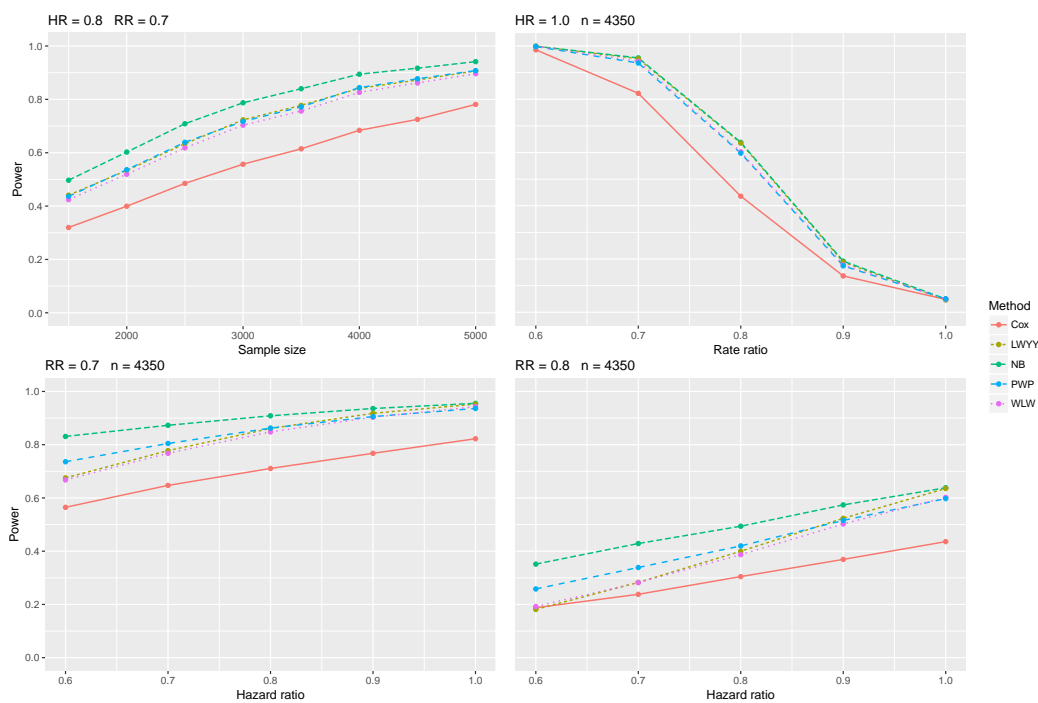 HR = 0.8 RR = 0.7
1.0
0.8
0.6
0.4
0.2
0.0
Power
2000 3000 4000 5000
Sample size
HR = 1.0 n = 4350
0.6 0.7 0.8 0.9 1.0
Rate ratio
RR = 0.7 n = 4350
1.0
0.8
0.6
0.4
0.2
0.0
Power
0.6 0.7 0.8 0.9 1.0
Hazard ratio
RR = 0.8 n = 4350
0.6 0.7 0.8 0.9 1.0
Hazard ratio
Method
Cox
LWYY
NB
PWP
WLW